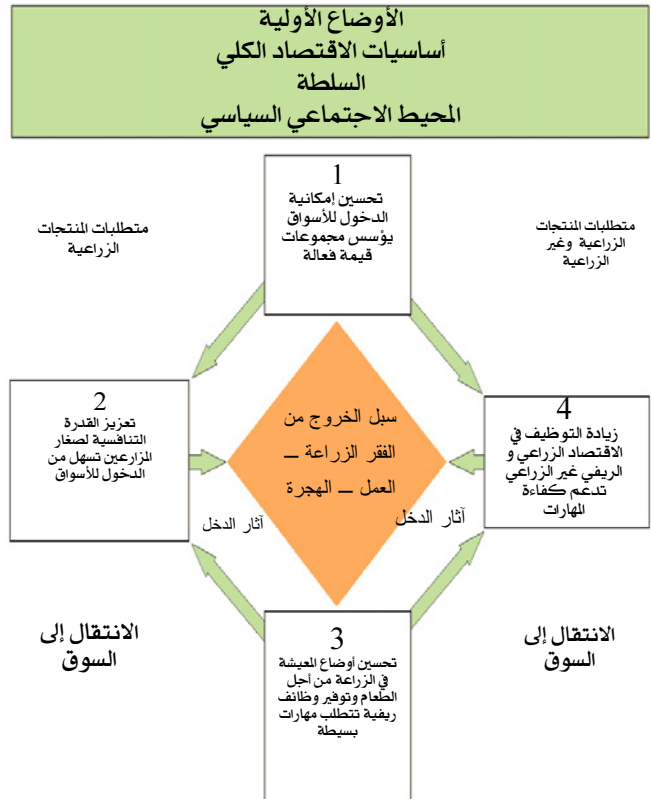 الأوضاع الأولية
أساسيات الاقتصاد الكلي
السلطة
المحيط الاجتماعي السياسي
1
تحسين إمكانية
الدخول للأسواق
يؤسس مجموعات
قيمة فعالة
متطلبات المنتجات
الزراعية وغير
الزراعية
متطلبات المنتجات
الزراعية
4
زيادة التوظيف في
الاقتصاد الزراعي و
الريفي غير الزراعي
تدعم كفاءة
المهارات
سبل الخروج من
الفقر الزراعة –
العمل – الهجرة
2
تعزيز القدرة
التنافسية لصغار
المزارعين تسهل من
الدخول للأسواق
آثار الدخل
آثار الدخل
الانتقال إلى
السوق
الانتقال إلى
السوق
3
تحسين أوضاع المعيشة
في الزراعة من أجل
الطعام وتوفير وظائف
ريفية تتطلب مهارات
بسيطة